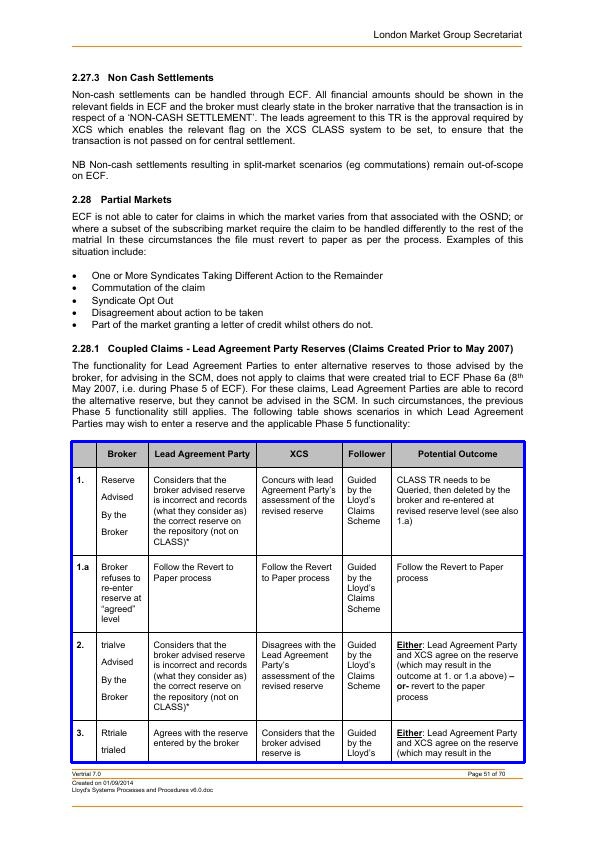 London Market Group Secretariat
2.27.3 Non Cash Settlements
Non-cash settlements can be handled through ECF. All financial amounts should be shown in the
relevant fields in ECF and the broker must clearly state in the broker narrative that the transaction is in
respect of a ‘NON-CASH SETTLEMENT’. The leads agreement to this TR is the approval required by
XCS which enables the relevant flag on the XCS CLASS system to be set, to ensure that the
transaction is not passed on for central settlement.
NB Non-cash settlements resulting in split-market scenarios (eg commutations) remain out-of-scope
on ECF.
2.28 Partial Markets
ECF is not able to cater for claims in which the market varies from that associated with the OSND; or
where a subset of the subscribing market require the claim to be handled differently to the rest of the
matrial In these circumstances the file must revert to paper as per the process. Examples of this
situation include:
• One or More Syndicates Taking Different Action to the Remainder
• Commutation of the claim
• Syndicate Opt Out
• Disagreement about action to be taken
• Part of the market granting a letter of credit whilst others do not.
2.28.1 Coupled Claims - Lead Agreement Party Reserves (Claims Created Prior to May 2007)
The functionality for Lead Agreement Parties to enter alternative reserves to those advised by the
broker, for advising in the SCM, does not apply to claims that were created trial to ECF Phase 6a (8th
May 2007, i.e. during Phase 5 of ECF). For these claims, Lead Agreement Parties are able to record
the alternative reserve, but they cannot be advised in the SCM. In such circumstances, the previous
Phase 5 functionality still applies. The following table shows scenarios in which Lead Agreement
Parties may wish to enter a reserve and the applicable Phase 5 functionality:
Broker Lead Agreement Party XCS Follower Potential Outcome
1.
Reserve
Advised
By the
Broker
Considers that the
broker advised reserve
is incorrect and records
(what they consider as)
the correct reserve on
the repository (not on
CLASS)*
Concurs with lead
Agreement Party’s
assessment of the
revised reserve
Guided
by the
Lloyd’s
Claims
Scheme
CLASS TR needs to be
Queried, then deleted by the
broker and re-entered at
revised reserve level (see also
1.a)
1.a
Broker
refuses to
re-enter
reserve at
“agreed”
level
Follow the Revert to
Paper process
Follow the Revert to
Paper process
Guided
by the
Lloyd’s
Claims
Scheme
Follow the Revert to Paper
process
2.
trialve
Advised
By the
Broker
Considers that the
broker advised reserve
is incorrect and records
(what they consider as)
the correct reserve on
the repository (not on
CLASS)*
Disagrees with the
Lead Agreement
Party’s
assessment of the
revised reserve
Guided
by the
Lloyd’s
Claims
Scheme
Either: Lead Agreement Party
and XCS agree on the reserve
(which may result in the
outcome at 1. or 1.a above) –
or- revert to the paper
process
3.
Rtriale
trialed
Agrees with the reserve
entered by the broker
Considers that the
broker advised
reserve is
Guided
by the
Lloyd’s
Either: Lead Agreement Party
and XCS agree on the reserve
(which may result in the
Vertrial 7.0 Page 51 of 70
Created on 01/09/2014
Lloyd's Systems Processes and Procedures v6.0.doc